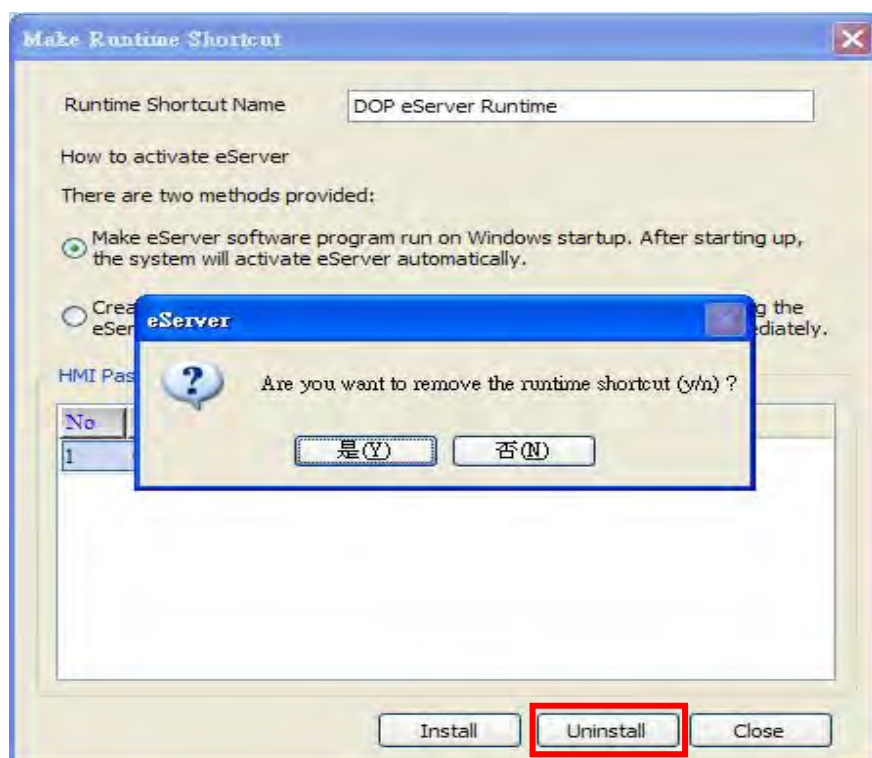 Make Runtime Shortcut
Runtime Shortcut Name
DOP eServer Runtime
How to activate eServer
There are two methods provided:
Make eServer software program run on Windows startup. After starting up,
the system will activate eServer automatically.
Crea
g the
eSer
ediately.
eServer
Are you want to remove the runtime shortcut (y/n) ?
是(Y)
否(N)
HMI Pas
No
1
Install
Uninstall
Close